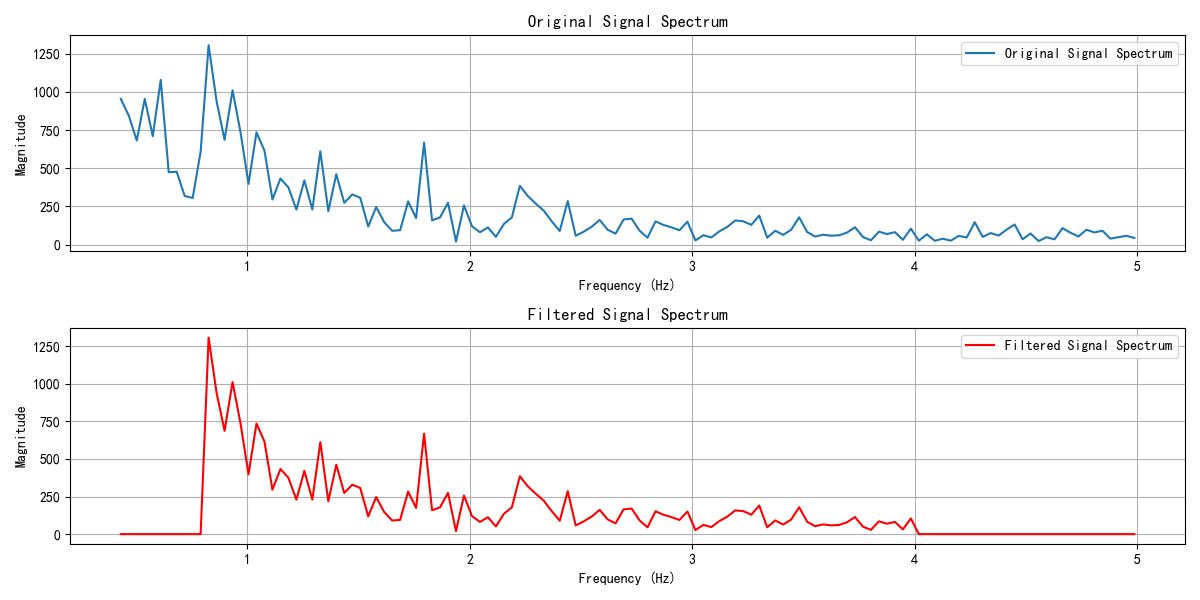 Original Signal Spectrum
Original Signal Spectrum
Magnitude
1250
1000
750
500
250
0
1 2 3 4 5
Frequency (Hz)
Filtered Signal Spectrum
Filtered Signal Spectrum
Magnitude
1250
1000
750
500
250
0
1 2 3 4 5
Frequency (Hz)